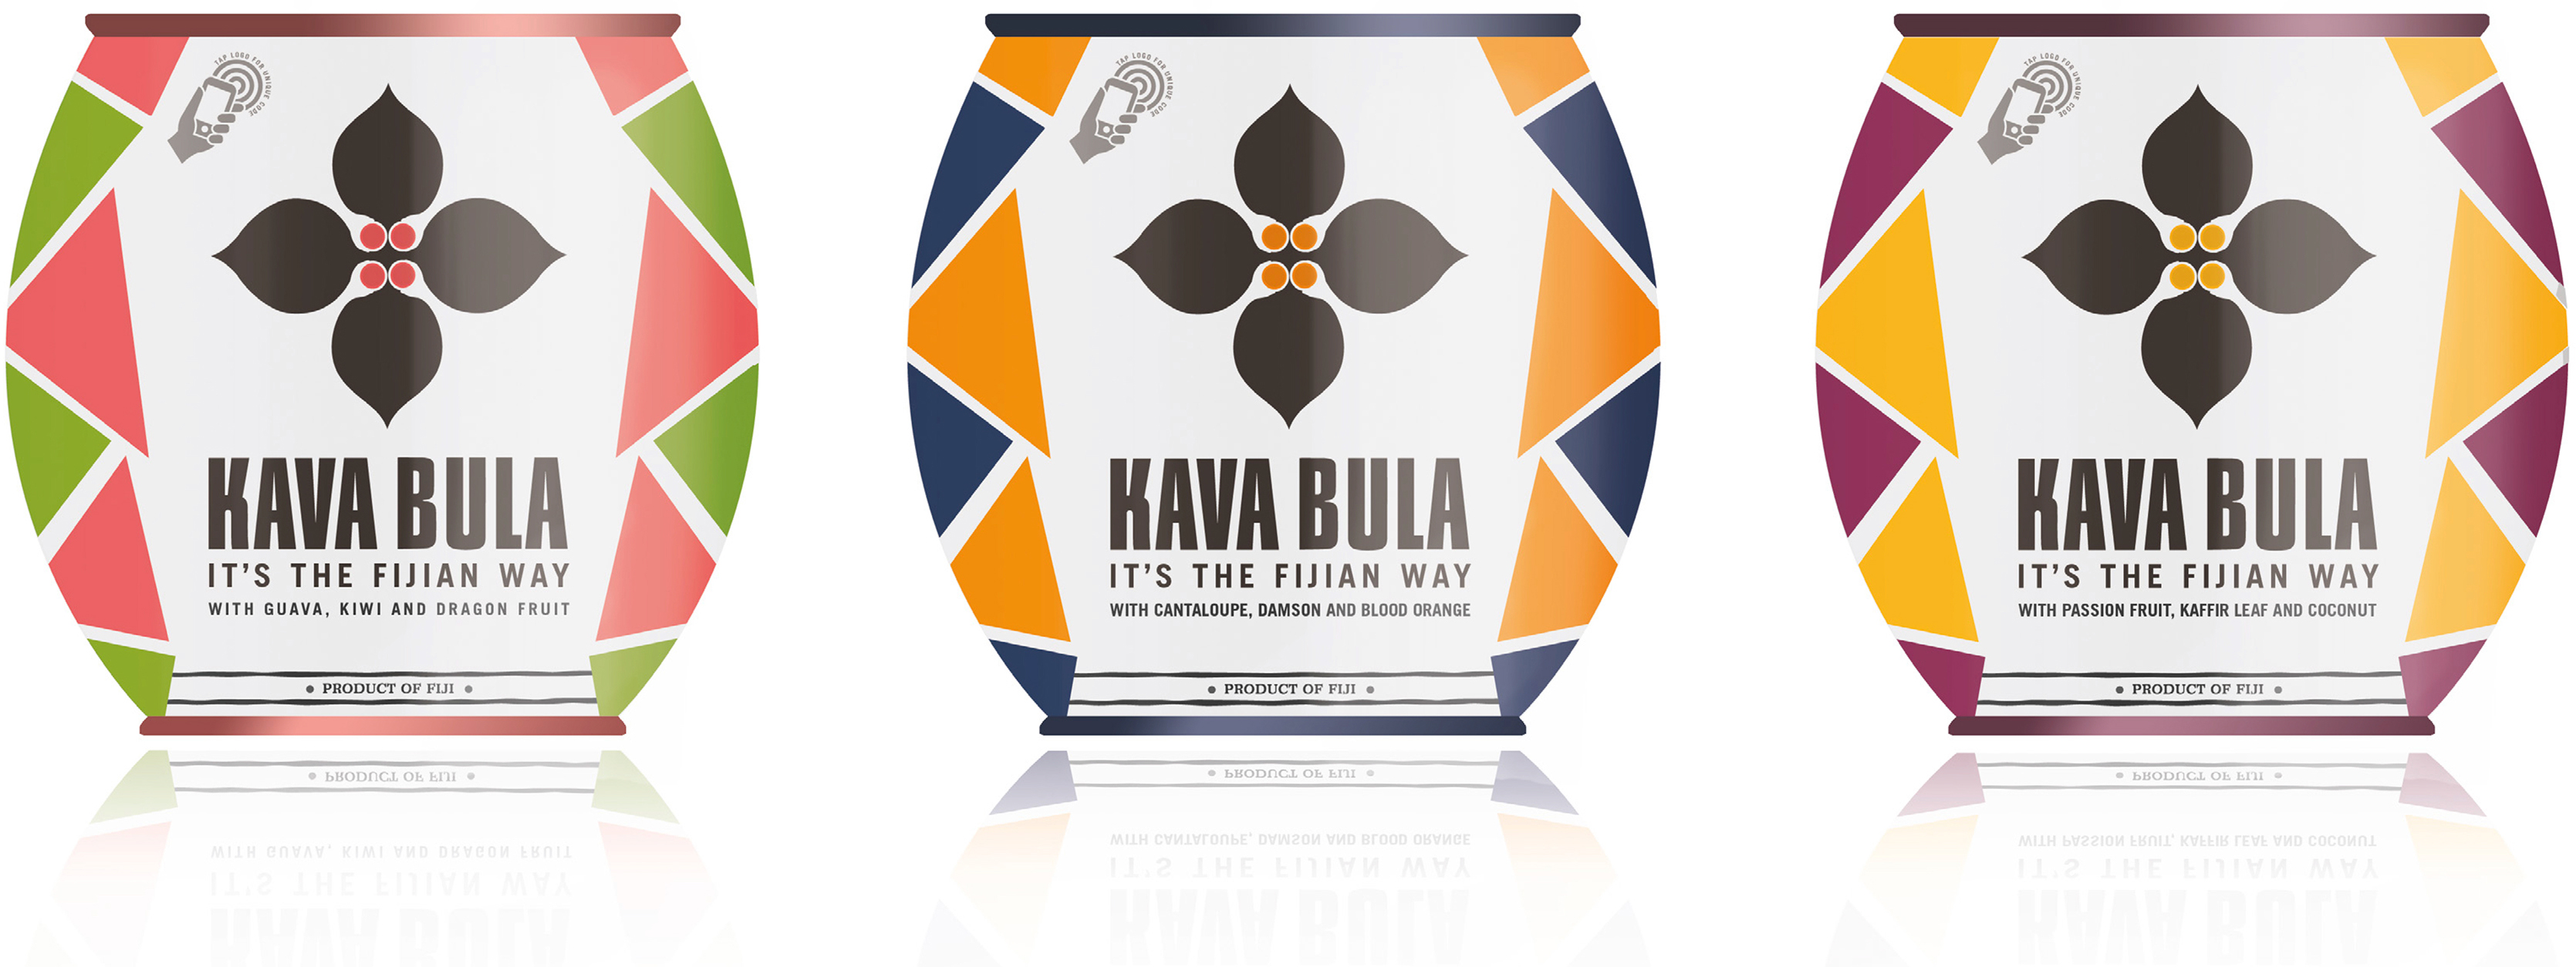 TAP LOGO FOR UNIQUE CODE
KAVA BULA
IT'S THE FIJIAN WAY
WITH GUAVA, KIWI AND DRAGON FRUIT
• PRODUCT OF FIJI •
TAP LOGO FOR UNIQUE CODE
KAVA BULA
IT'S THE FIJIAN WAY
WITH CANTALOUPE, DAMSON AND BLOOD ORANGE
• PRODUCT OF FIJI •
TAP LOGO FOR UNIQUE CODE
KAVA BULA
IT'S THE FIJIAN WAY
WITH PASSION FRUIT, KAFFIR LEAF AND COCONUT
• PRODUCT OF FIJI •